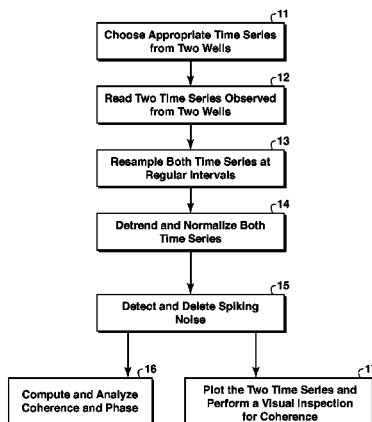 11
Choose Appropriate Time Series
from Two Wells
12
Read Two Time Series Observed
from Two Wells
13
Resample Both Time Series at
Regular Intervals
14
Detrend and Normalize Both
Time Series
15
Detect and Delete Spiking
Noise
16
Compute and Analyze
Coherence and Phase
17
Plot the Two Time Series and
Perform a Visual Inspection
for Coherence